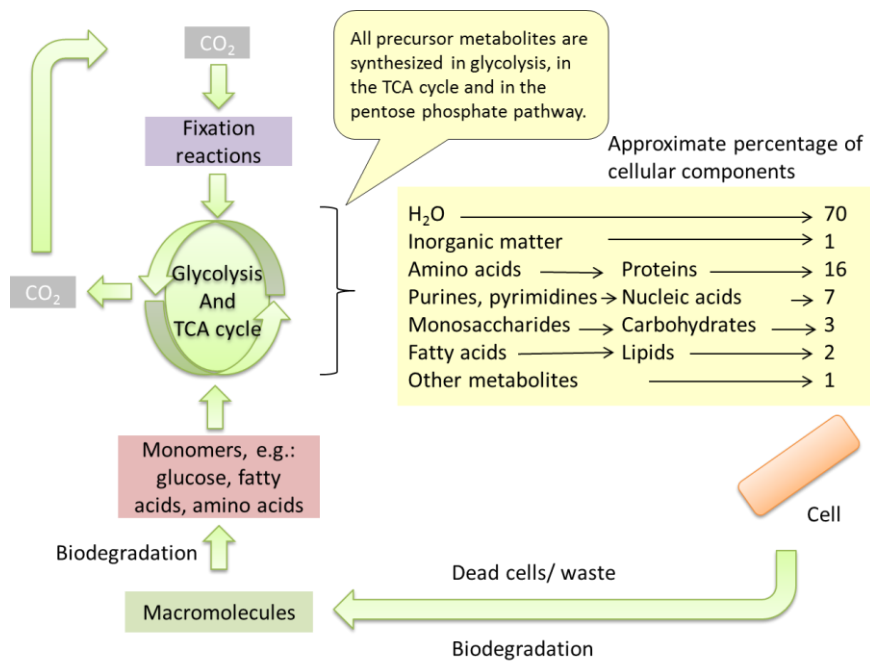 CO₂
All precursor metabolites are
synthesized in glycolysis, in
the TCA cycle and in the
pentose phosphate pathway.
Fixation
reactions
Approximate percentage of
cellular components
H₂O 70
Inorganic matter 1
Amino acids Proteins 16
Purines, pyrimidines Nucleic acids 7
Monosaccharides Carbohydrates 3
Fatty acids Lipids 2
Other metabolites 1
Glycolysis
And
TCA cycle
CO₂
Monomers, e.g.:
glucose, fatty
acids, amino acids
Cell
Biodegradation
Dead cells/ waste
Macromolecules
Biodegradation